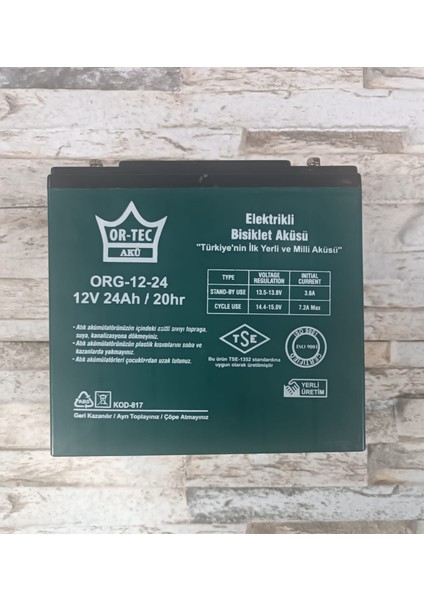 OR-TEC
AKÜ
ORG-12-24
12V 24Ah / 20hr
Elektrikli
Bisiklet Aküsü
"Türkiye'nin İlk Yerli ve Milli Aküsü"
TYPE VOLTAGE REGULATION INITIAL CURRENT
STAND-BY USE 13.5-13.8V 3.6A
CYCLE USE 14.4-15.0V 7.2A Max
• Atık akümülatörünüzün içindeki asitli sıvıyı toprağa,
suya, kanalizasyona dökmeyiniz.
• Atık akümülatörünüzün plastik kısımlarını soba ve
kazanlarda yakmayınız.
• Atık akümülatörleri çocuklardan uzak tutunuz.
TSE
Bu ürün TSE-1352 standardına
uygun olarak üretilmiştir
ISO 9001
ISO 9001
YERLİ
ÜRETİM
KOD-817
Geri Kazanılır / Ayrı Toplayınız / Çöpe Atmayınız